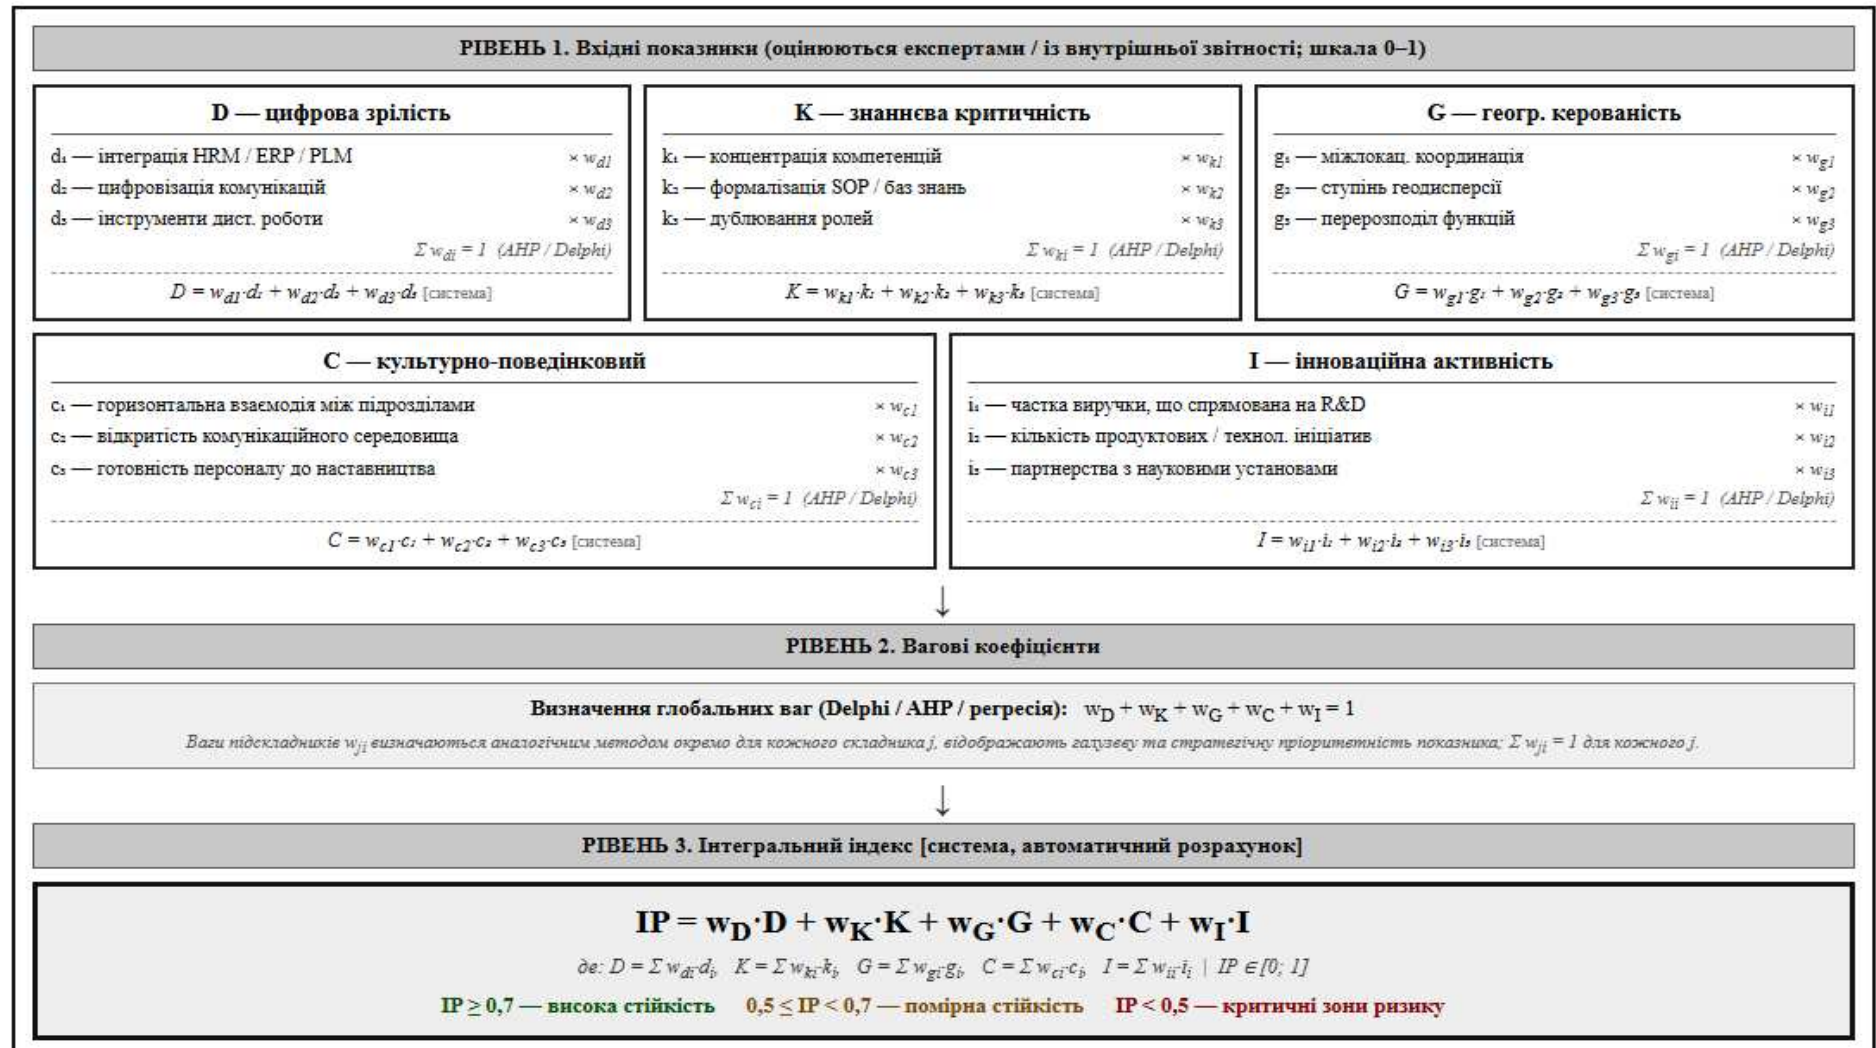 РІВЕНЬ 1. Вхідні показники (оцінюються експертами / із внутрішньої звітності; шкала 0–1)
D — цифрова зрілість
d₁ — інтеграція HRM / ERP / PLM × w_d1
d₂ — цифровізація комунікацій × w_d2
d₃ — інструменти дист. роботи × w_d3
Σ w_di = 1 (AHP / Delphi)
D = w_d1·d₁ + w_d2·d₂ + w_d3·d₃ [система]
K — знаннєва критичність
k₁ — концентрація компетенцій × w_k1
k₂ — формалізація SOP / баз знань × w_k2
k₃ — дублювання ролей × w_k3
Σ w_ki = 1 (AHP / Delphi)
K = w_k1·k₁ + w_k2·k₂ + w_k3·k₃ [система]
G — геогр. керованість
g₁ — міжлокац. координація × w_g1
g₂ — ступінь геодисперсії × w_g2
g₃ — перерозподіл функцій × w_g3
Σ w_gi = 1 (AHP / Delphi)
G = w_g1·g₁ + w_g2·g₂ + w_g3·g₃ [система]
C — культурно-поведінковий
c₁ — горизонтальна взаємодія між підрозділами × w_c1
c₂ — відкритість комунікаційного середовища × w_c2
c₃ — готовність персоналу до наставництва × w_c3
Σ w_ci = 1 (AHP / Delphi)
C = w_c1·c₁ + w_c2·c₂ + w_c3·c₃ [система]
I — інноваційна активність
i₁ — частка виручки, що спрямована на R&D × w_i1
i₂ — кількість продуктових / технол. ініціатив × w_i2
i₃ — партнерства з науковими установами × w_i3
Σ w_ii = 1 (AHP / Delphi)
I = w_i1·i₁ + w_i2·i₂ + w_i3·i₃ [система]
↓
РІВЕНЬ 2. Вагові коефіцієнти
Визначення глобальних ваг (Delphi / AHP / регресія): w_D + w_K + w_G + w_C + w_I = 1
Ваги підскладників w_ji визначаються аналогічним методом окремо для кожного складника j, відображають галузеву та стратегічну пріоритетність показника; Σ w_ji = 1 для кожного j.
↓
РІВЕНЬ 3. Інтегральний індекс [система, автоматичний розрахунок]
IP = w_D·D + w_K·K + w_G·G + w_C·C + w_I·I
де: D = Σ w_di·d_i, K = Σ w_ki·k_i, G = Σ w_gi·g_i, C = Σ w_ci·c_i, I = Σ w_ii·i_i | IP ∈ [0; 1]
IP ≥ 0,7 — висока стійкість 0,5 ≤ IP < 0,7 — помірна стійкість IP < 0,5 — критичні зони ризику